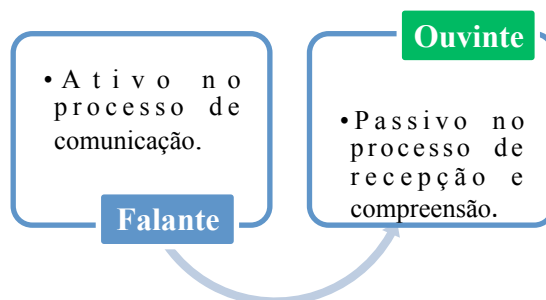 • Ativo no
processo de
comunicação.
Falante
Ouvinte
• Passivo no
processo de
recepção e
compreensão.